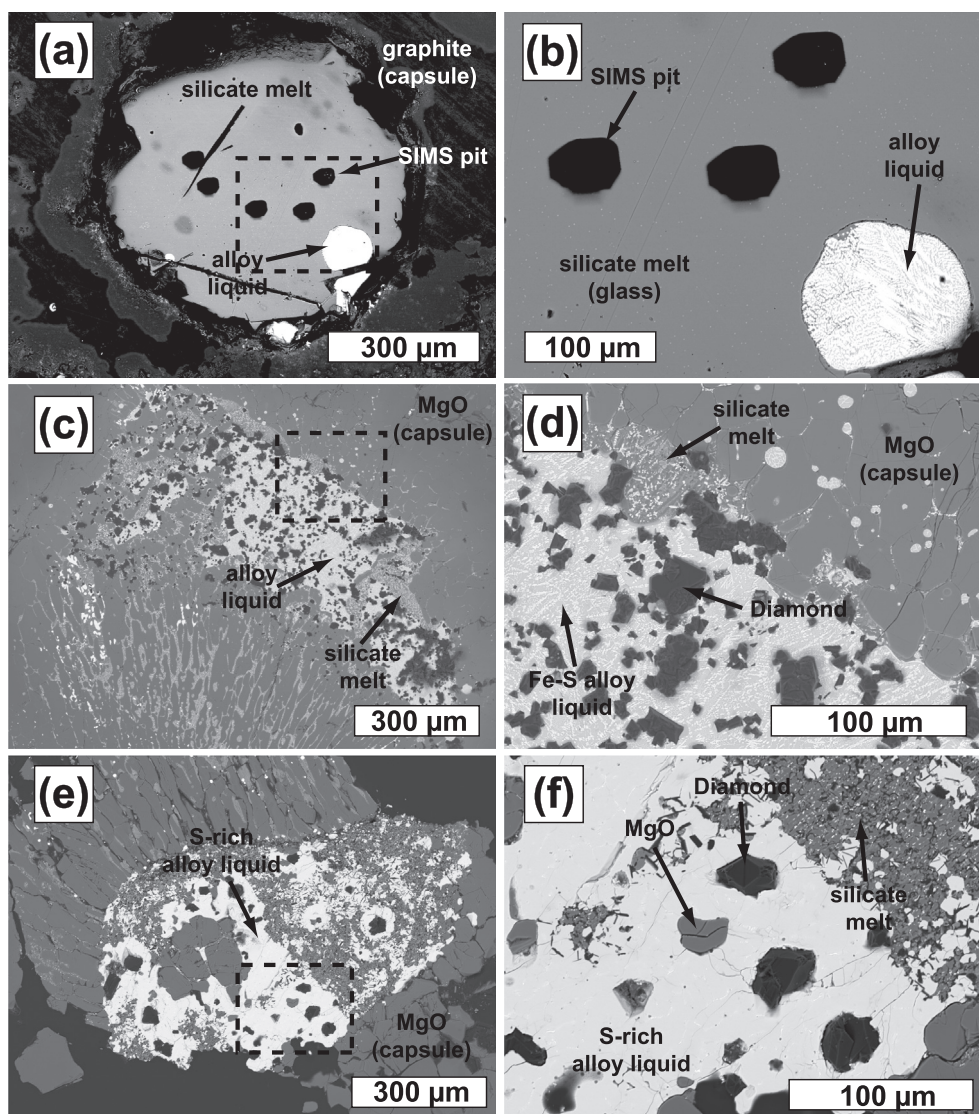 (a)
graphite
(capsule)
silicate melt
SIMS pit
alloy
liquid
300 µm
(b)
SIMS pit
alloy
liquid
silicate melt
(glass)
100 µm
(c)
MgO
(capsule)
alloy
liquid
silicate
melt
300 µm
(d)
silicate
melt
MgO
(capsule)
Diamond
Fe-S alloy
liquid
100 µm
(e)
S-rich
alloy liquid
MgO
(capsule)
300 µm
(f)
Diamond
MgO
silicate
melt
S-rich
alloy liquid
100 µm